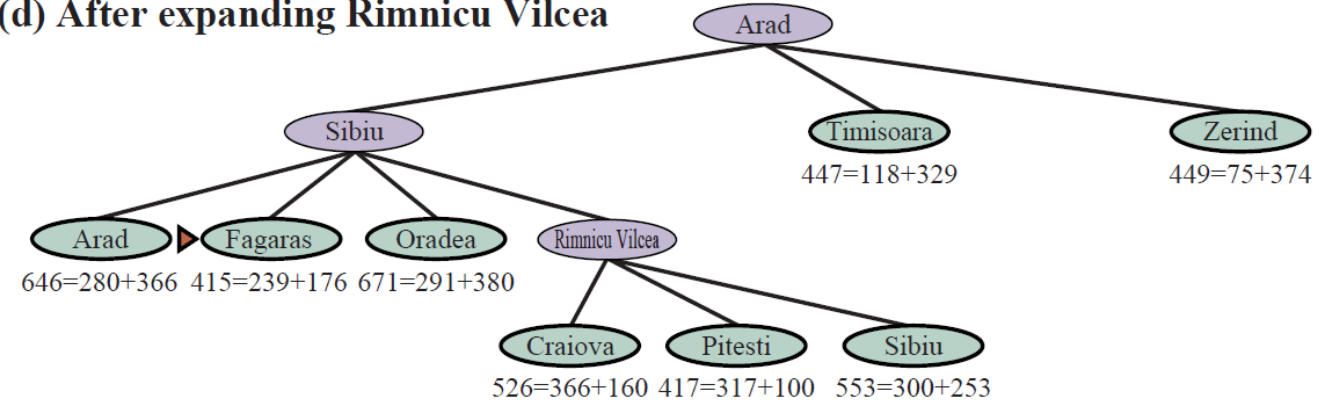 (d) After expanding Rimnicu Vilcea
Arad
Sibiu
Timisoara
Zerind
447=118+329
449=75+374
Arad
Fagaras
Oradea
Rimnicu Vilcea
646=280+366
415=239+176
671=291+380
Craiova
Pitesti
Sibiu
526=366+160
417=317+100
553=300+253